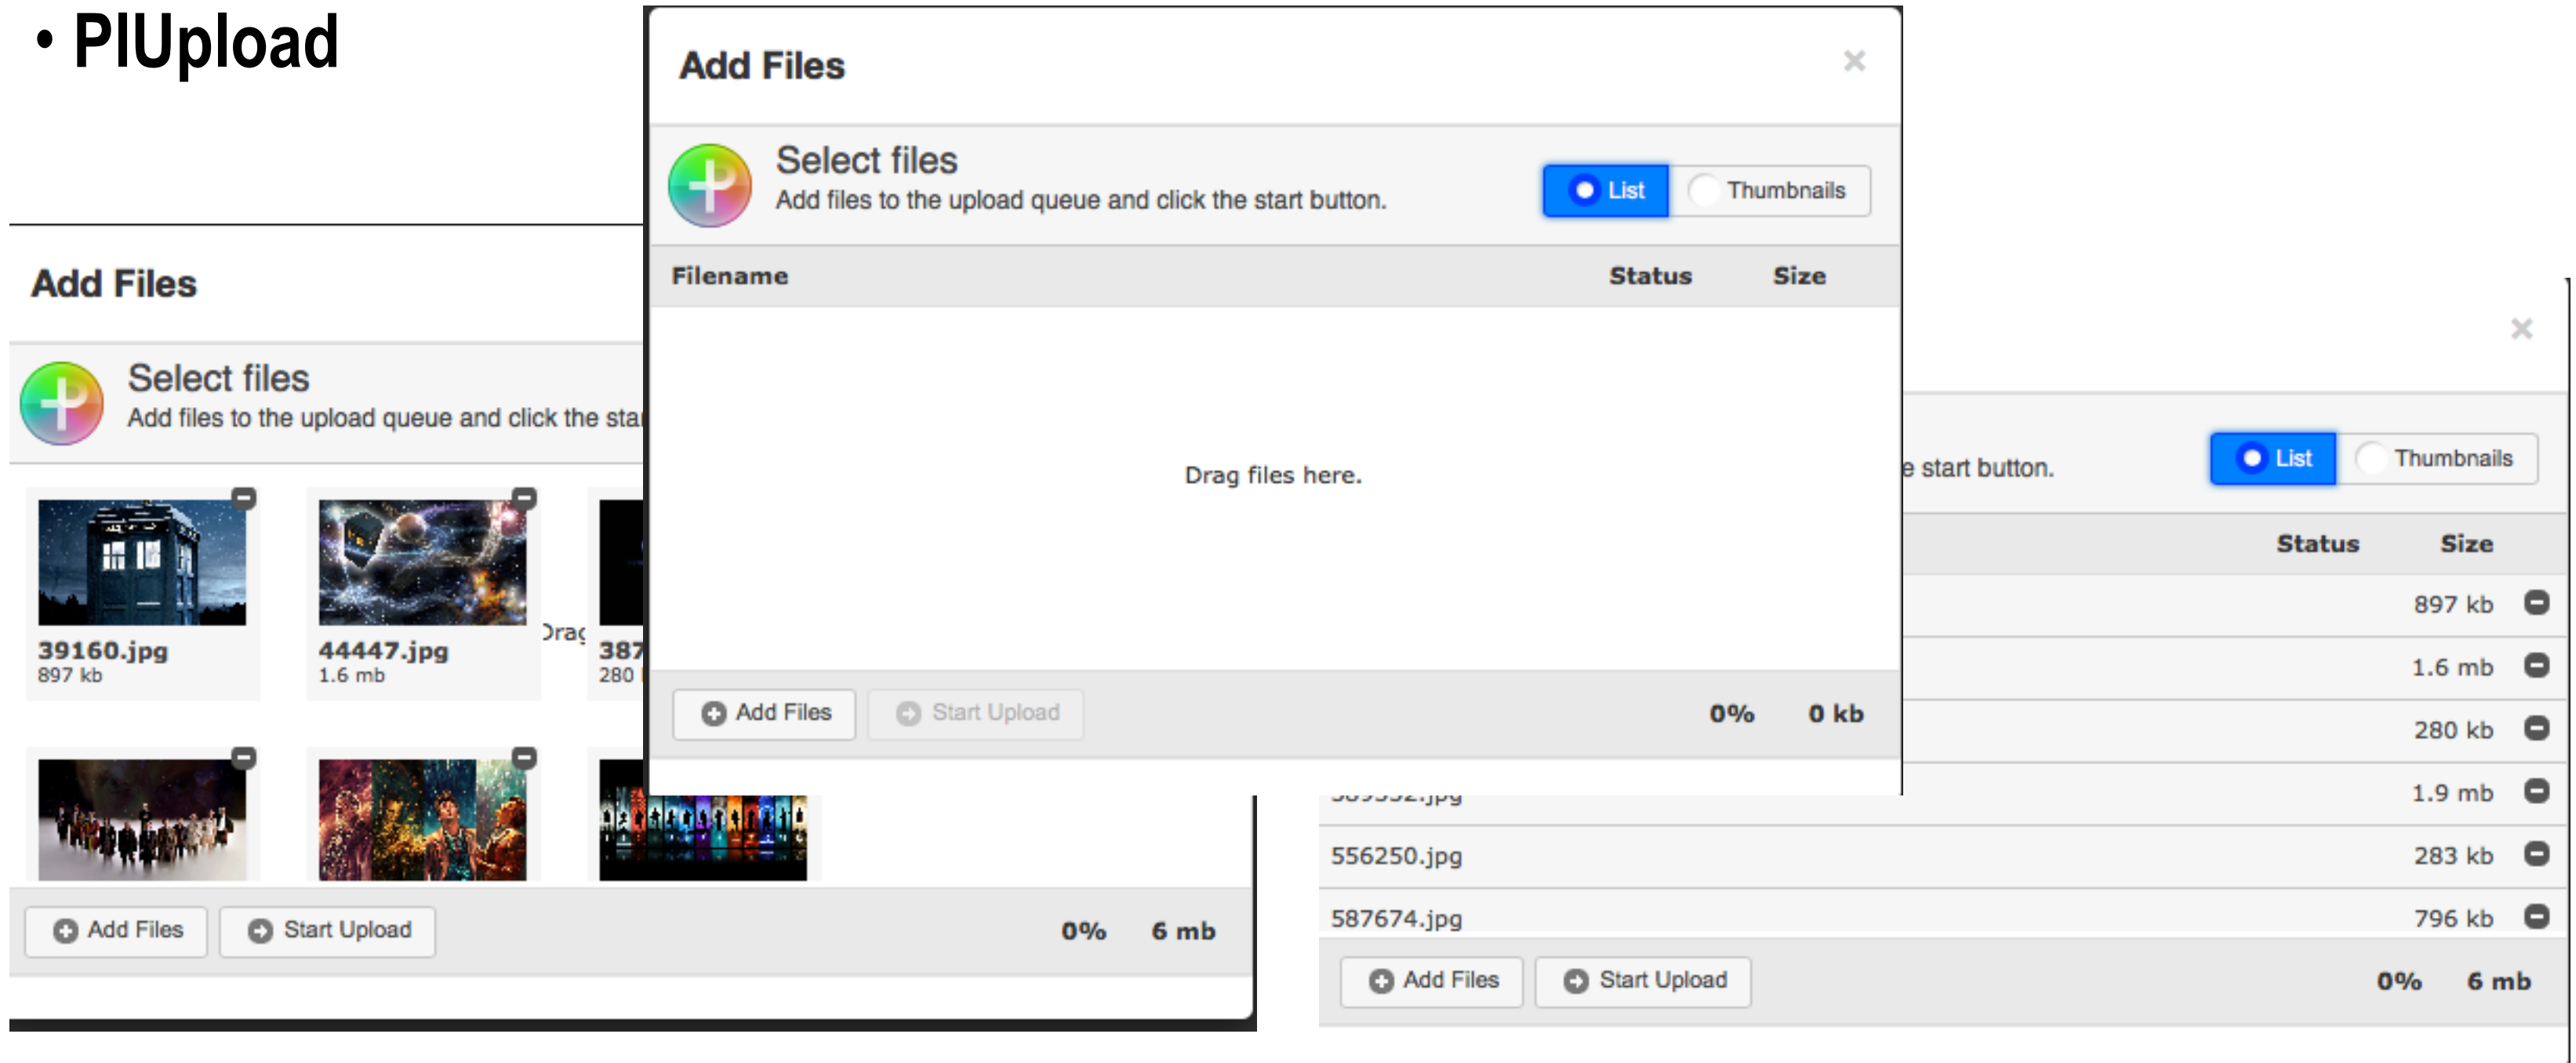 • PlUpload
Add Files
×
Select files
Add files to the upload queue and click the start button.
List Thumbnails
Filename Status Size
Drag files here.
Add Files Start Upload 0% 0 kb
Add Files
Select files
Add files to the upload queue and click the
39160.jpg
897 kb
44447.jpg
1.6 mb
387
280
Add Files Start Upload 0% 6 mb
×
start button.
List Thumbnails
Status Size
897 kb
1.6 mb
280 kb
1.9 mb
556250.jpg 283 kb
587674.jpg 796 kb
Add Files Start Upload 0% 6 mb